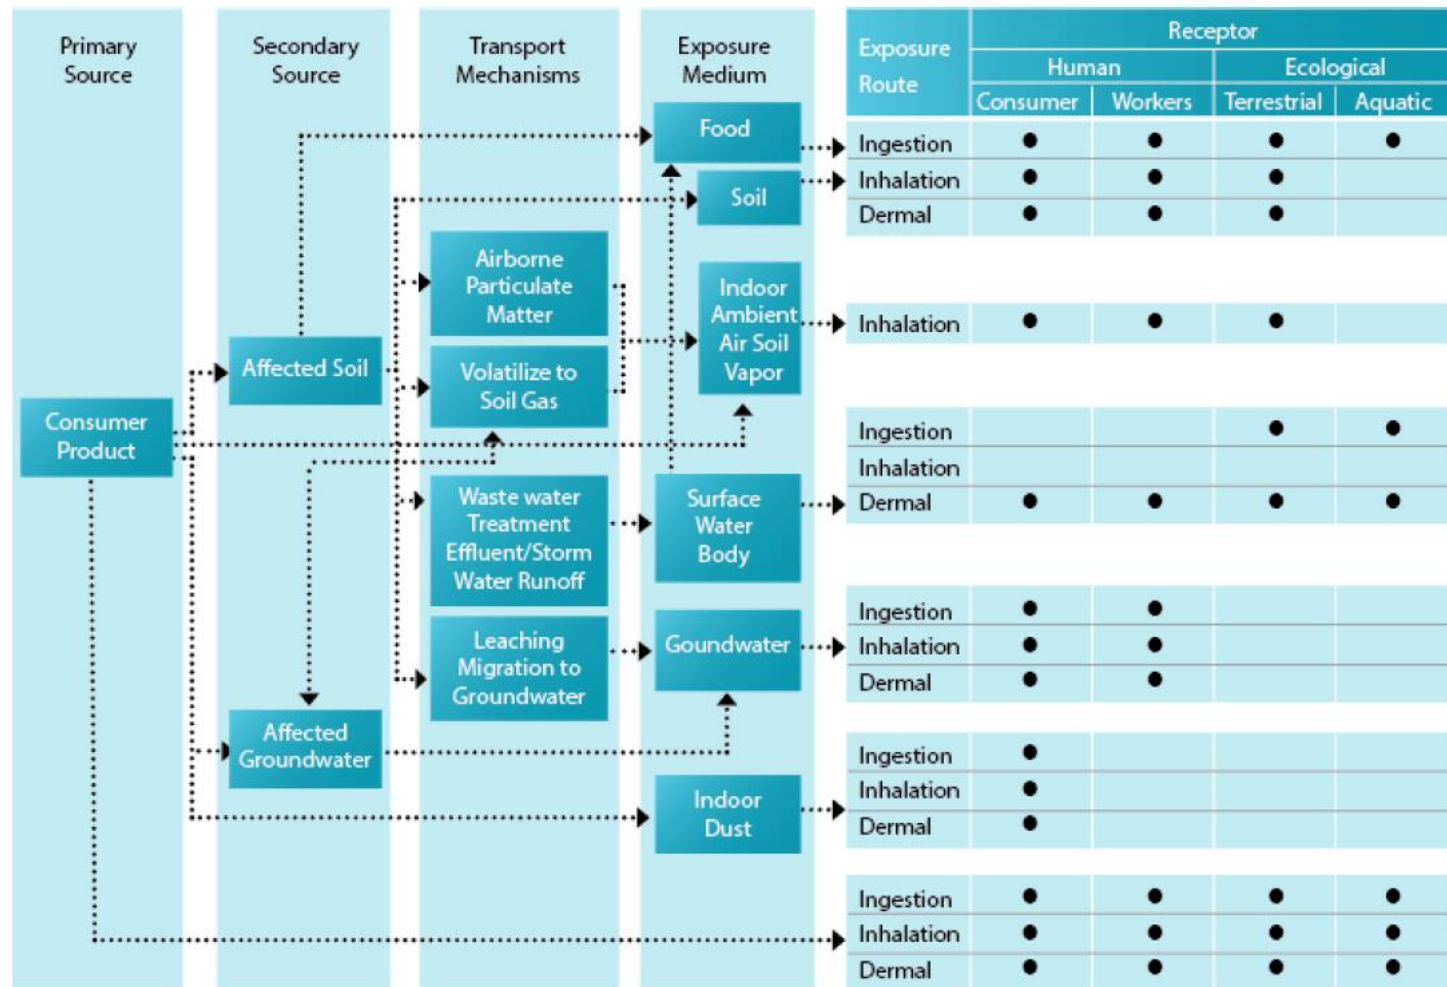 Primary
Source
Secondary
Source
Transport
Mechanisms
Exposure
Medium
Exposure
Route
Receptor
Human
Ecological
Consumer
Workers
Terrestrial
Aquatic
Food
Soil
Ingestion
Inhalation
Dermal
Airborne
Particulate
Matter
Indoor
Ambient
Air Soil
Vapor
Inhalation
Affected Soil
Volatilize to
Soil Gas
Consumer
Product
Ingestion
Inhalation
Dermal
Waste water
Treatment
Effluent/Storm
Water Runoff
Surface
Water
Body
Leaching
Migration to
Groundwater
Goundwater
Ingestion
Inhalation
Dermal
Affected
Groundwater
Indoor
Dust
Ingestion
Inhalation
Dermal
Ingestion
Inhalation
Dermal